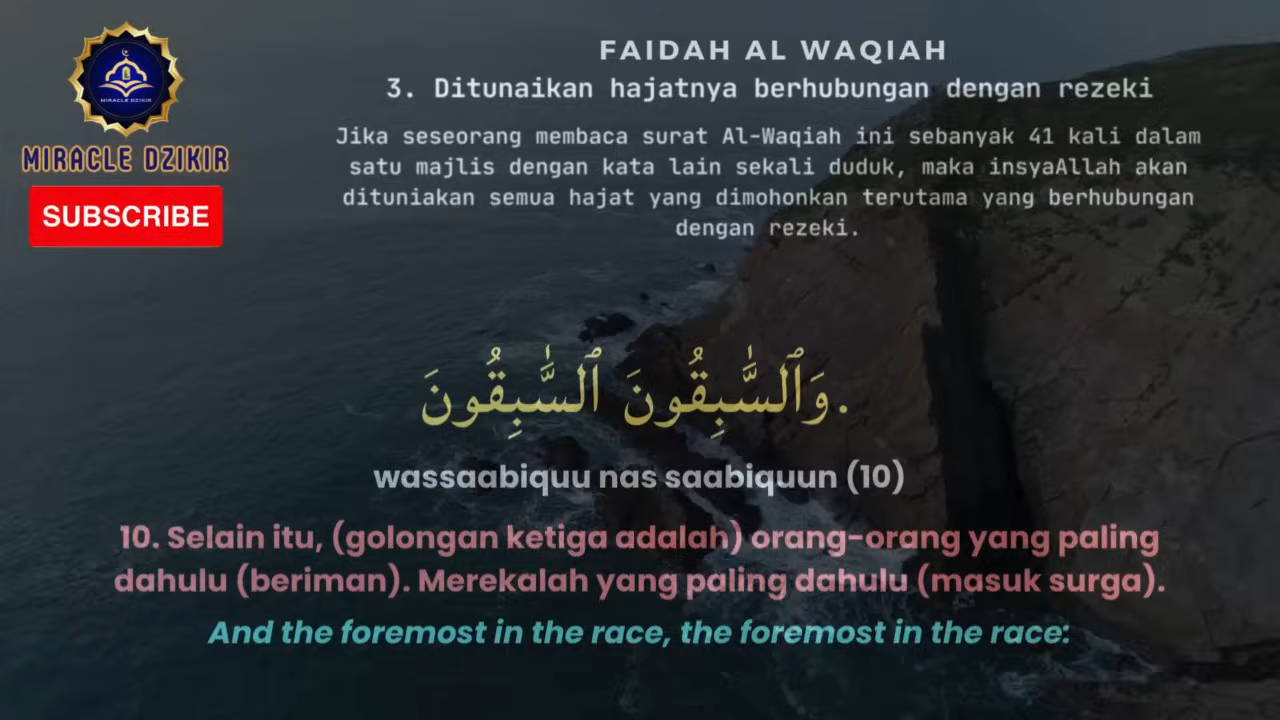 MIRACLE DZIKIR
MIRACLE DZIKIR
SUBSCRIBE
FAIDAH AL WAQIAH
3. Ditunaikan hajatnya berhubungan dengan rezeki
Jika seseorang membaca surat Al-Waqiah ini sebanyak 41 kali dalam
satu majlis dengan kata lain sekali duduk, maka insyaAllah akan
dituniakan semua hajat yang dimohonkan terutama yang berhubungan
dengan rezeki.
وَٱلسَّٰبِقُونَ ٱلسَّٰبِقُونَ.
wassaabiquu nas saabiquun (10)
10. Selain itu, (golongan ketiga adalah) orang-orang yang paling
dahulu (beriman). Merekalah yang paling dahulu (masuk surga).
And the foremost in the race, the foremost in the race: